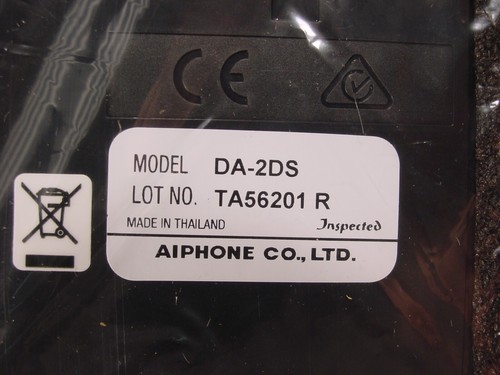 CE
MODEL DA-2DS
LOT NO. TA56201 R
MADE IN THAILAND Inspected
AIPHONE CO., LTD.